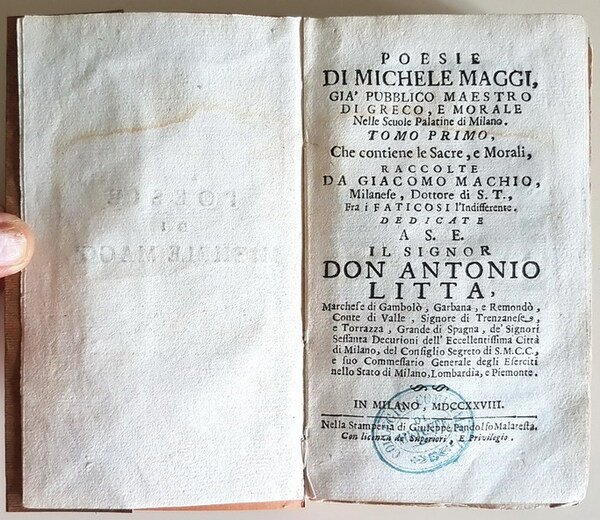 POESIE
DI MICHELE MAGGI,
GIA' PUBBLICO MAESTRO
DI GRECO, E MORALE
Nelle Scuole Palatine di Milano.
TOMO PRIMO,
Che contiene le Sacre, e Morali,
RACCOLTE
DA GIACOMO MACHIO,
Milanese, Dottore di S. T.,
Fra i FATICOSI l'Indifferente.
DEDICATE
A S. E.
IL SIGNOR
DON ANTONIO
LITTA,
Marchese di Gambolò, Garbana, e Remondò,
Conte di Valle, Signore di Trenzanese,
e Torrazza, Grande di Spagna, de' Signori
Sessanta Decurioni dell' Eccellentissima Città
di Milano, del Consiglio Segreto di S.M.C.C,
e suo Commessario Generale degli Eserciti
nello Stato di Milano, Lombardia, e Piemonte.
IN MILANO, MDCCXXVIII.
Nella Stamperia di Giuseppe Pandolfo Malatesta.
Con licenza de' Superiori, E Privilegio.